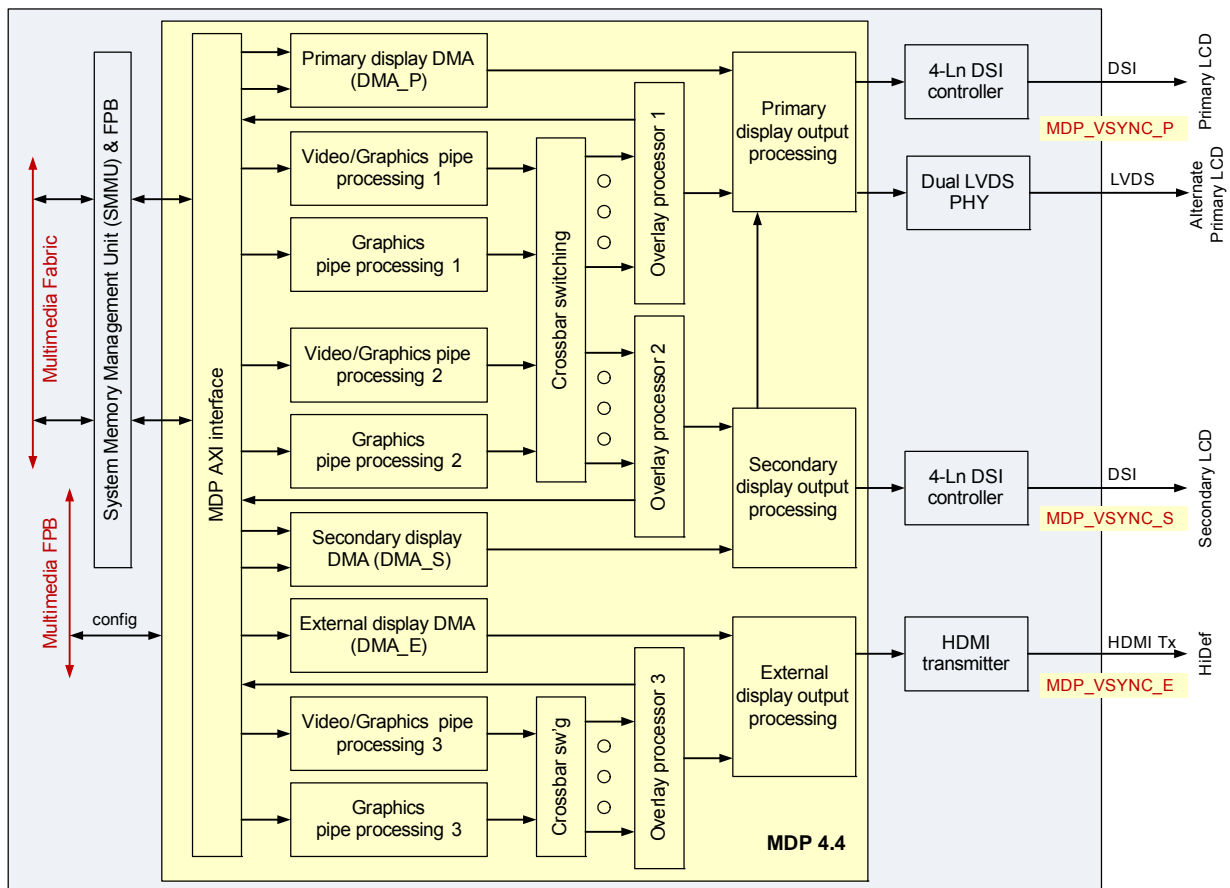 Multimedia Fabric
Multimedia FPB
config
System Memory Management Unit (SMMU) & FPB
MDP AXI interface
Primary display DMA
(DMA_P)
Video/Graphics pipe
processing 1
Graphics
pipe processing 1
Video/Graphics pipe
processing 2
Graphics
pipe processing 2
Secondary display
DMA (DMA_S)
External display DMA
(DMA_E)
Video/Graphics pipe
processing 3
Graphics
pipe processing 3
Crossbar switching
Crossbar sw'g
Overlay processor 1
Overlay processor 2
Overlay processor 3
Primary
display output
processing
Secondary
display output
processing
External
display output
processing
MDP 4.4
4-Ln DSI
controller
DSI
MDP_VSYNC_P
Primary LCD
Dual LVDS
PHY
LVDS
Alternate
Primary LCD
4-Ln DSI
controller
DSI
MDP_VSYNC_S
Secondary LCD
HDMI
transmitter
HDMI Tx
MDP_VSYNC_E
HiDef